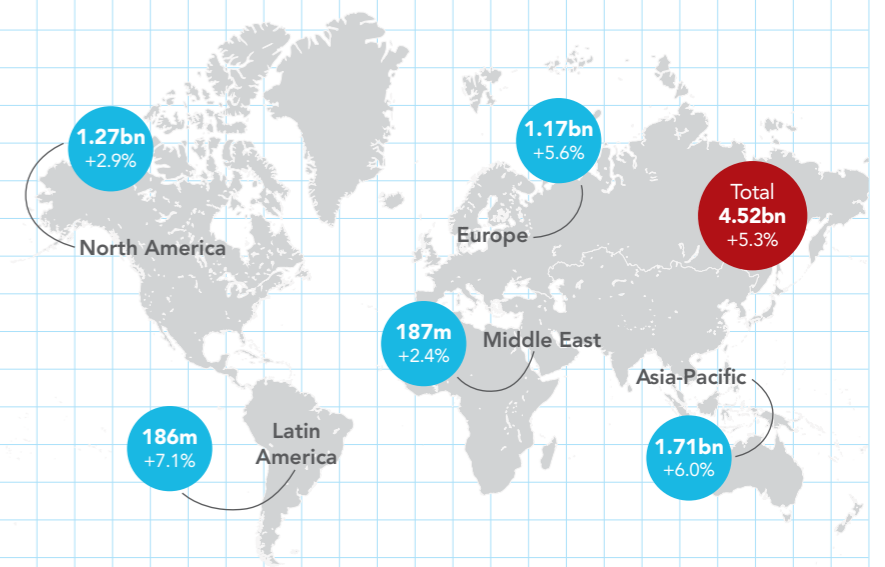 1.27bn
+2.9%
North America
1.17bn
+5.6%
Europe
Total
4.52bn
+5.3%
187m
+2.4%
Middle East
Asia-Pacific
1.71bn
+6.0%
186m
+7.1%
Latin
America